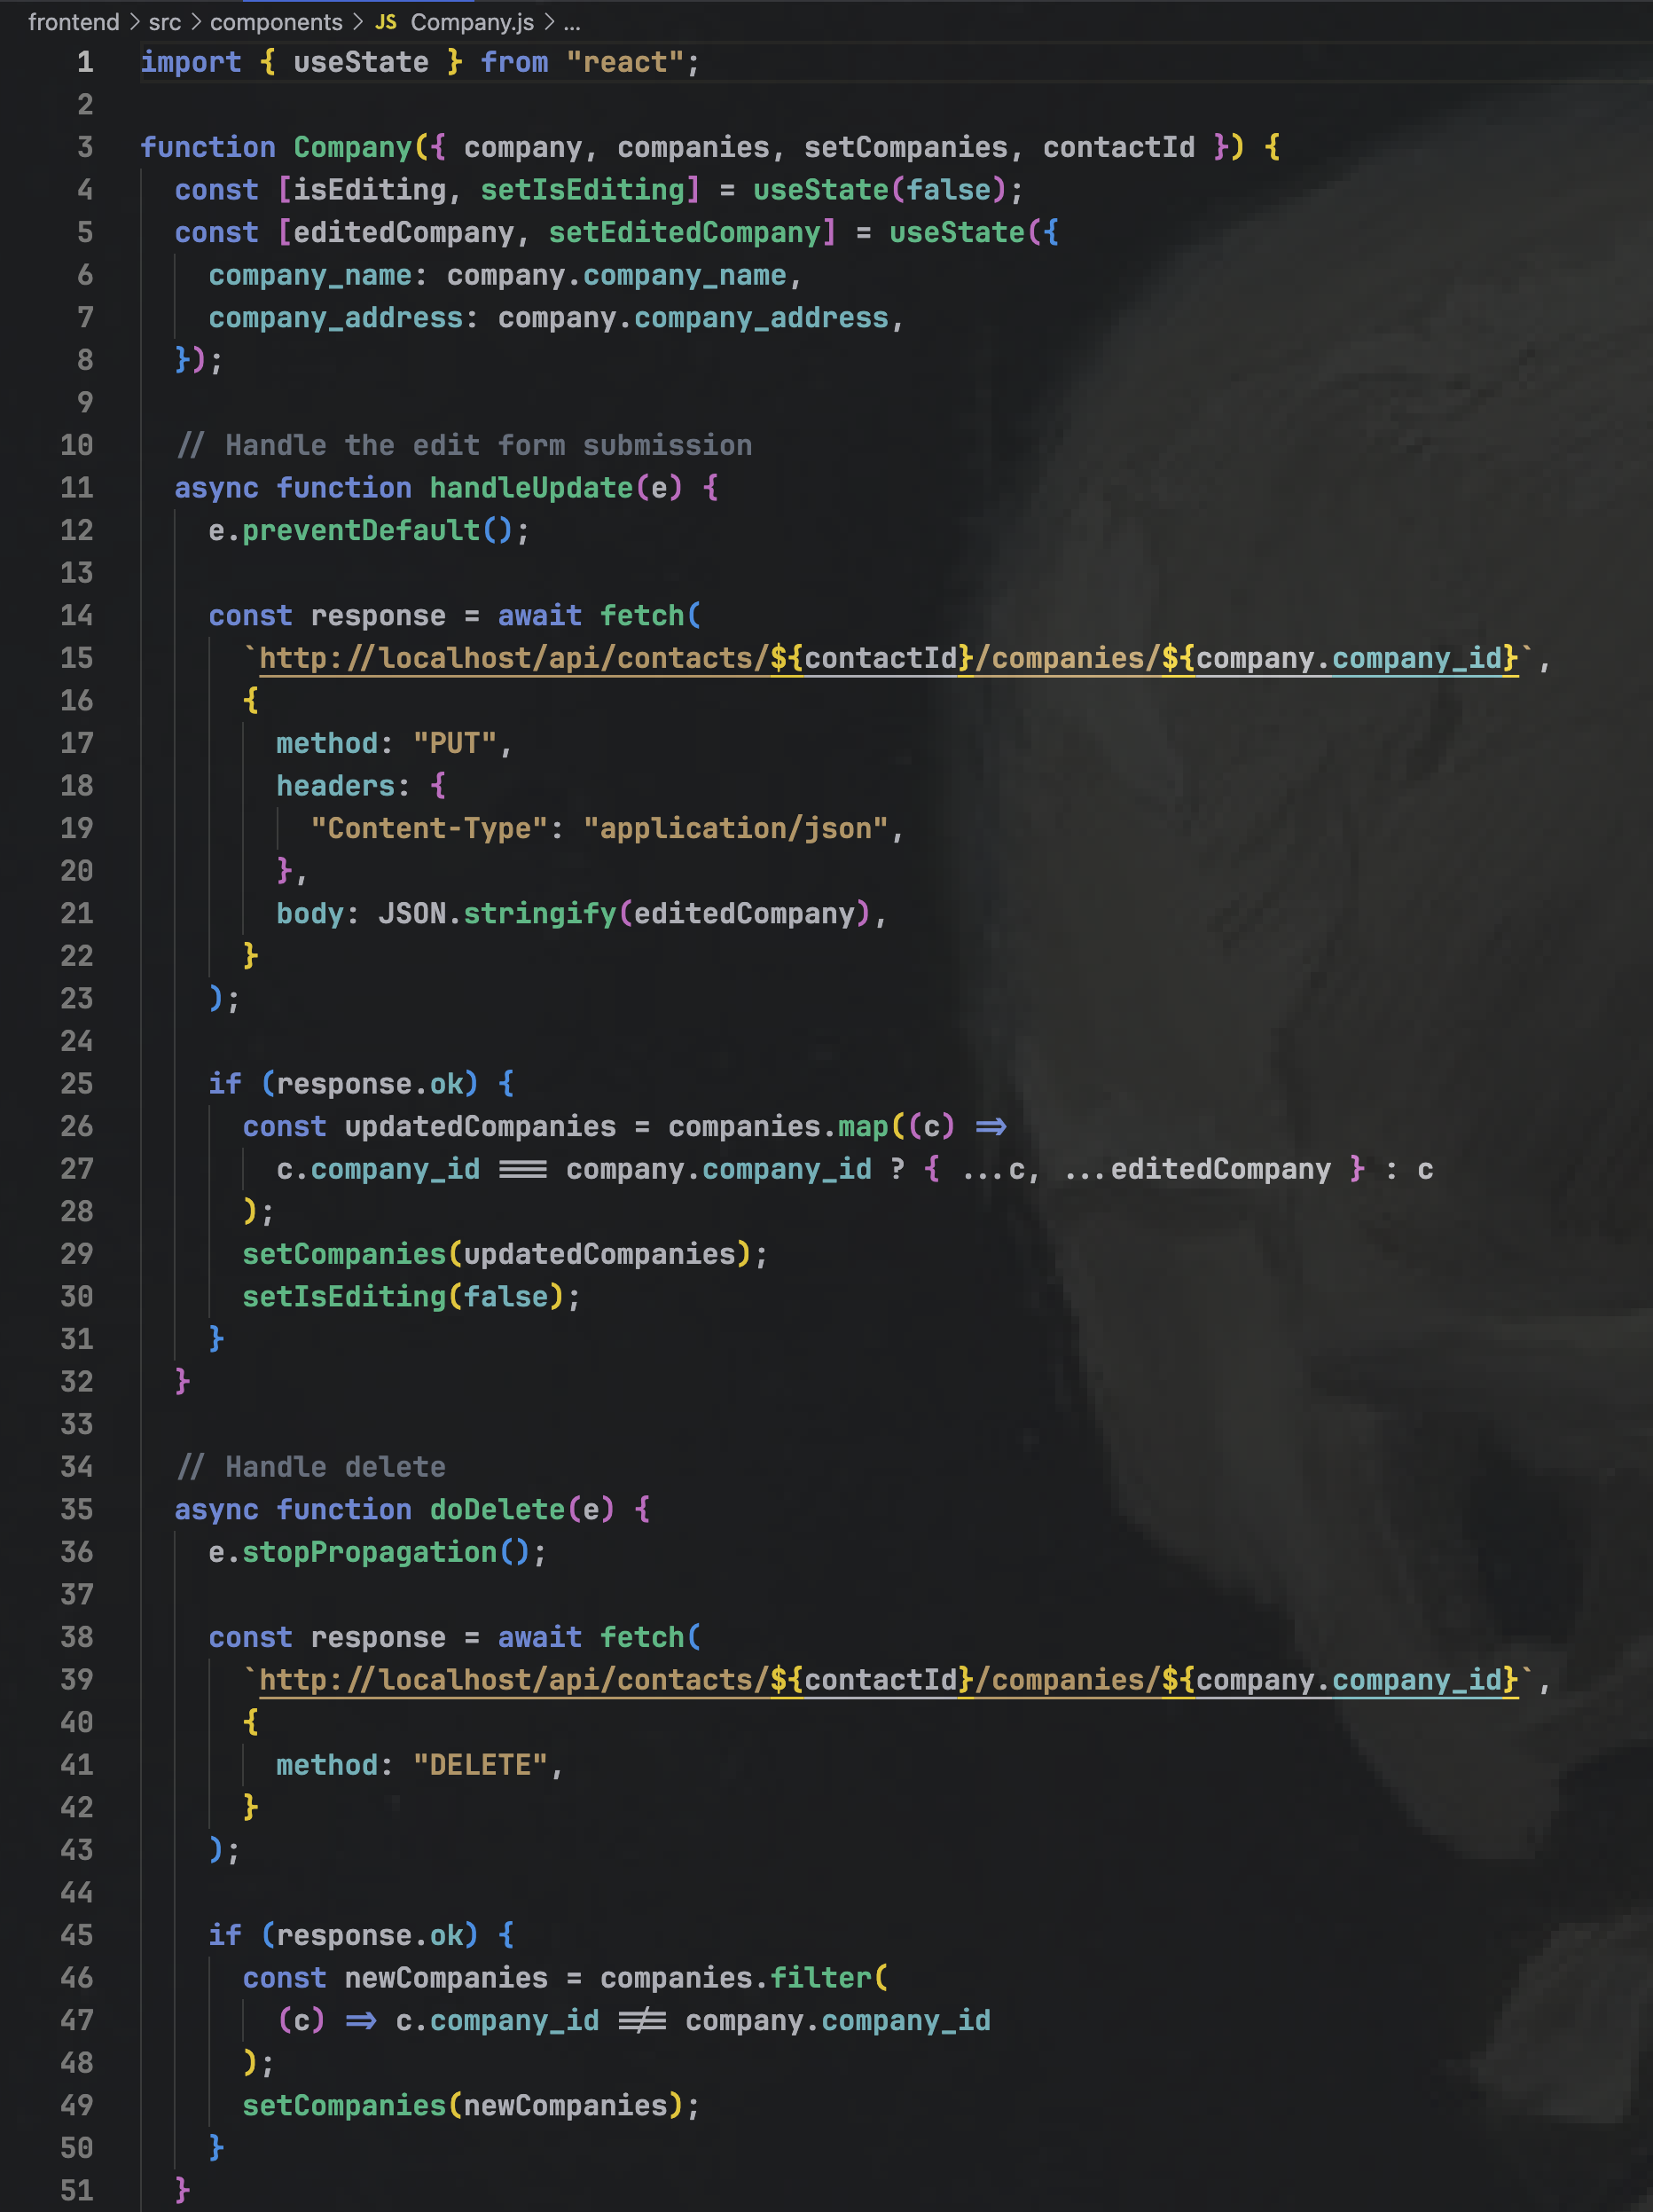 frontend > src > components > JS Company.js > ...
1 import { useState } from "react";
2
3 function Company({ company, companies, setCompanies, contactId }) {
4   const [isEditing, setIsEditing] = useState(false);
5   const [editedCompany, setEditedCompany] = useState({
6     company_name: company.company_name,
7     company_address: company.company_address,
8   });
9
10   // Handle the edit form submission
11   async function handleUpdate(e) {
12     e.preventDefault();
13
14     const response = await fetch(
15       `http://localhost/api/contacts/${contactId}/companies/${company.company_id}`,
16       {
17         method: "PUT",
18         headers: {
19           "Content-Type": "application/json",
20         },
21         body: JSON.stringify(editedCompany),
22       }
23     );
24
25     if (response.ok) {
26       const updatedCompanies = companies.map((c) =>
27         c.company_id === company.company_id ? { ...c, ...editedCompany } : c
28       );
29       setCompanies(updatedCompanies);
30       setIsEditing(false);
31     }
32   }
33
34   // Handle delete
35   async function doDelete(e) {
36     e.stopPropagation();
37
38     const response = await fetch(
39       `http://localhost/api/contacts/${contactId}/companies/${company.company_id}`,
40       {
41         method: "DELETE",
42       }
43     );
44
45     if (response.ok) {
46       const newCompanies = companies.filter(
47         (c) => c.company_id !== company.company_id
48       );
49       setCompanies(newCompanies);
50     }
51   }